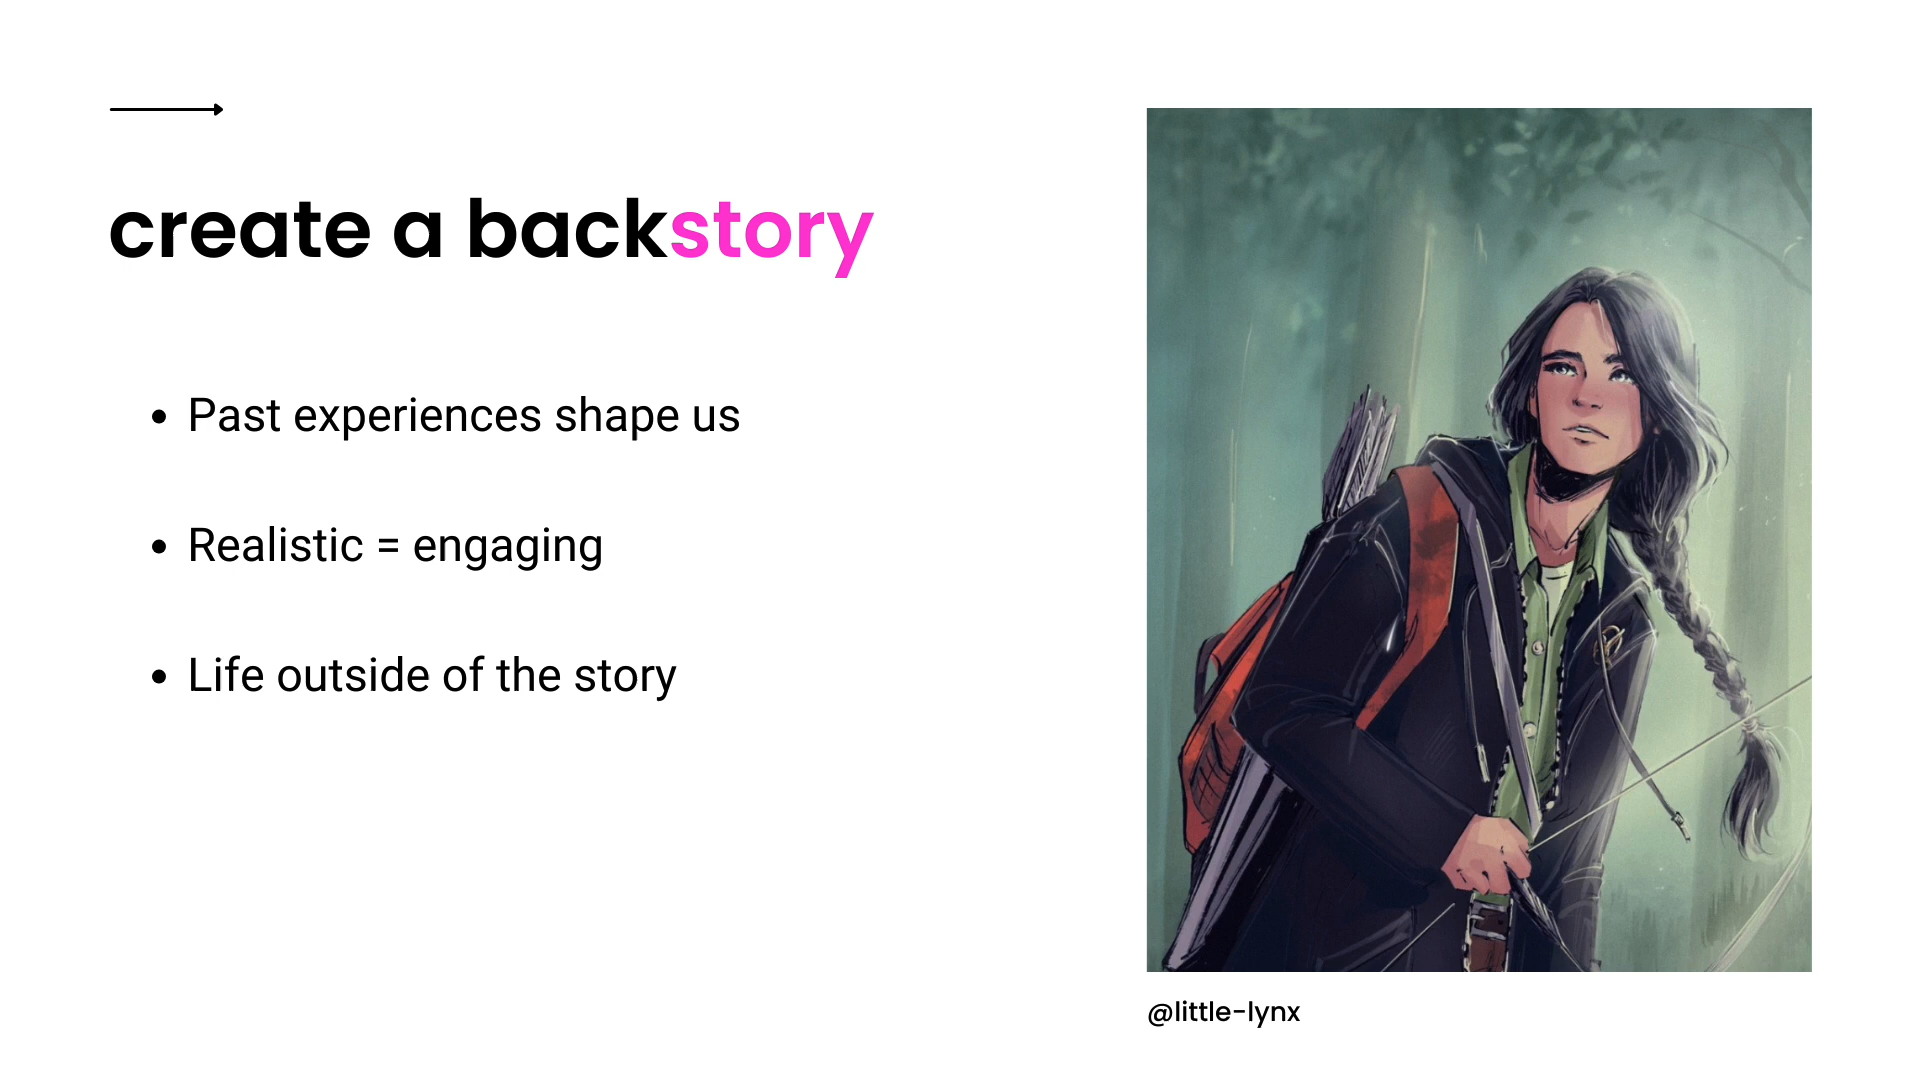 create a backstory
• Past experiences shape us
• Realistic = engaging
• Life outside of the story
@little-lynx